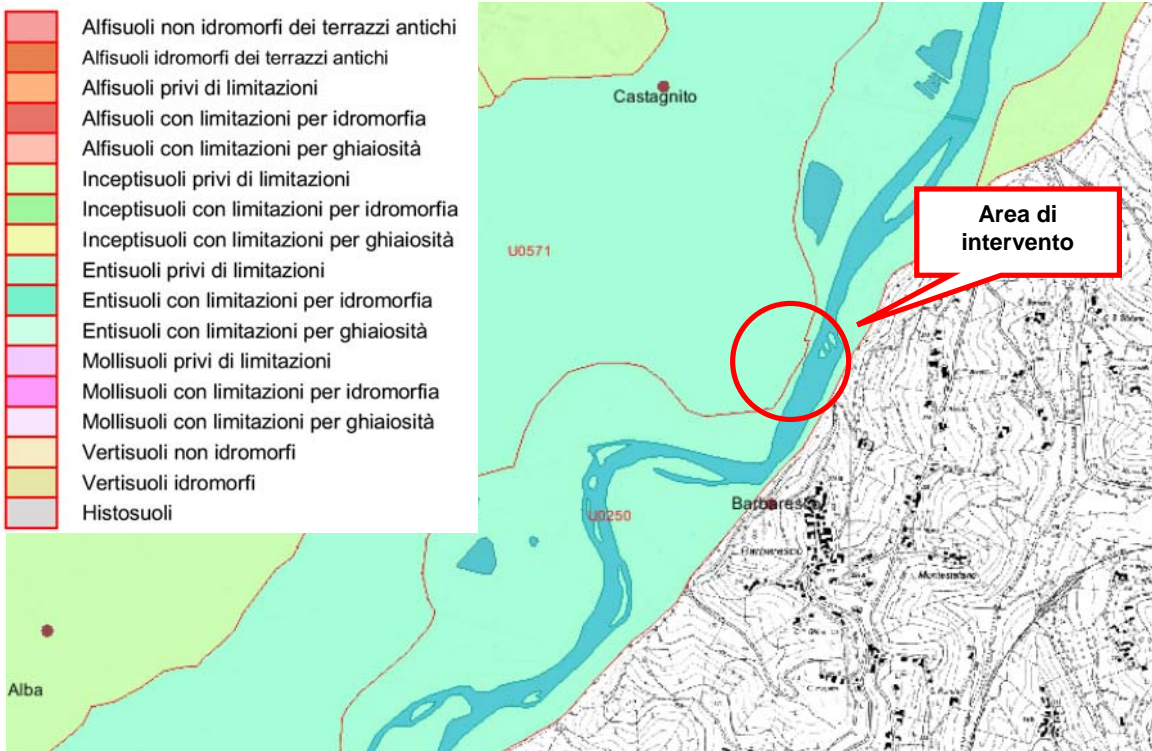 Alfisuoli non idromorfi dei terrazzi antichi
Alfisuoli idromorfi dei terrazzi antichi
Alfisuoli privi di limitazioni
Alfisuoli con limitazioni per idromorfia
Alfisuoli con limitazioni per ghiaiosità
Inceptisuoli privi di limitazioni
Inceptisuoli con limitazioni per idromorfia
Inceptisuoli con limitazioni per ghiaiosità
Entisuoli privi di limitazioni
Entisuoli con limitazioni per idromorfia
Entisuoli con limitazioni per ghiaiosità
Mollisuoli privi di limitazioni
Mollisuoli con limitazioni per idromorfia
Mollisuoli con limitazioni per ghiaiosità
Vertisuoli non idromorfi
Vertisuoli idromorfi
Histosuoli
Castagnito
Area di
intervento
U0571
Barbaresco
U0250
Barbaresco
Montestefano
Alba